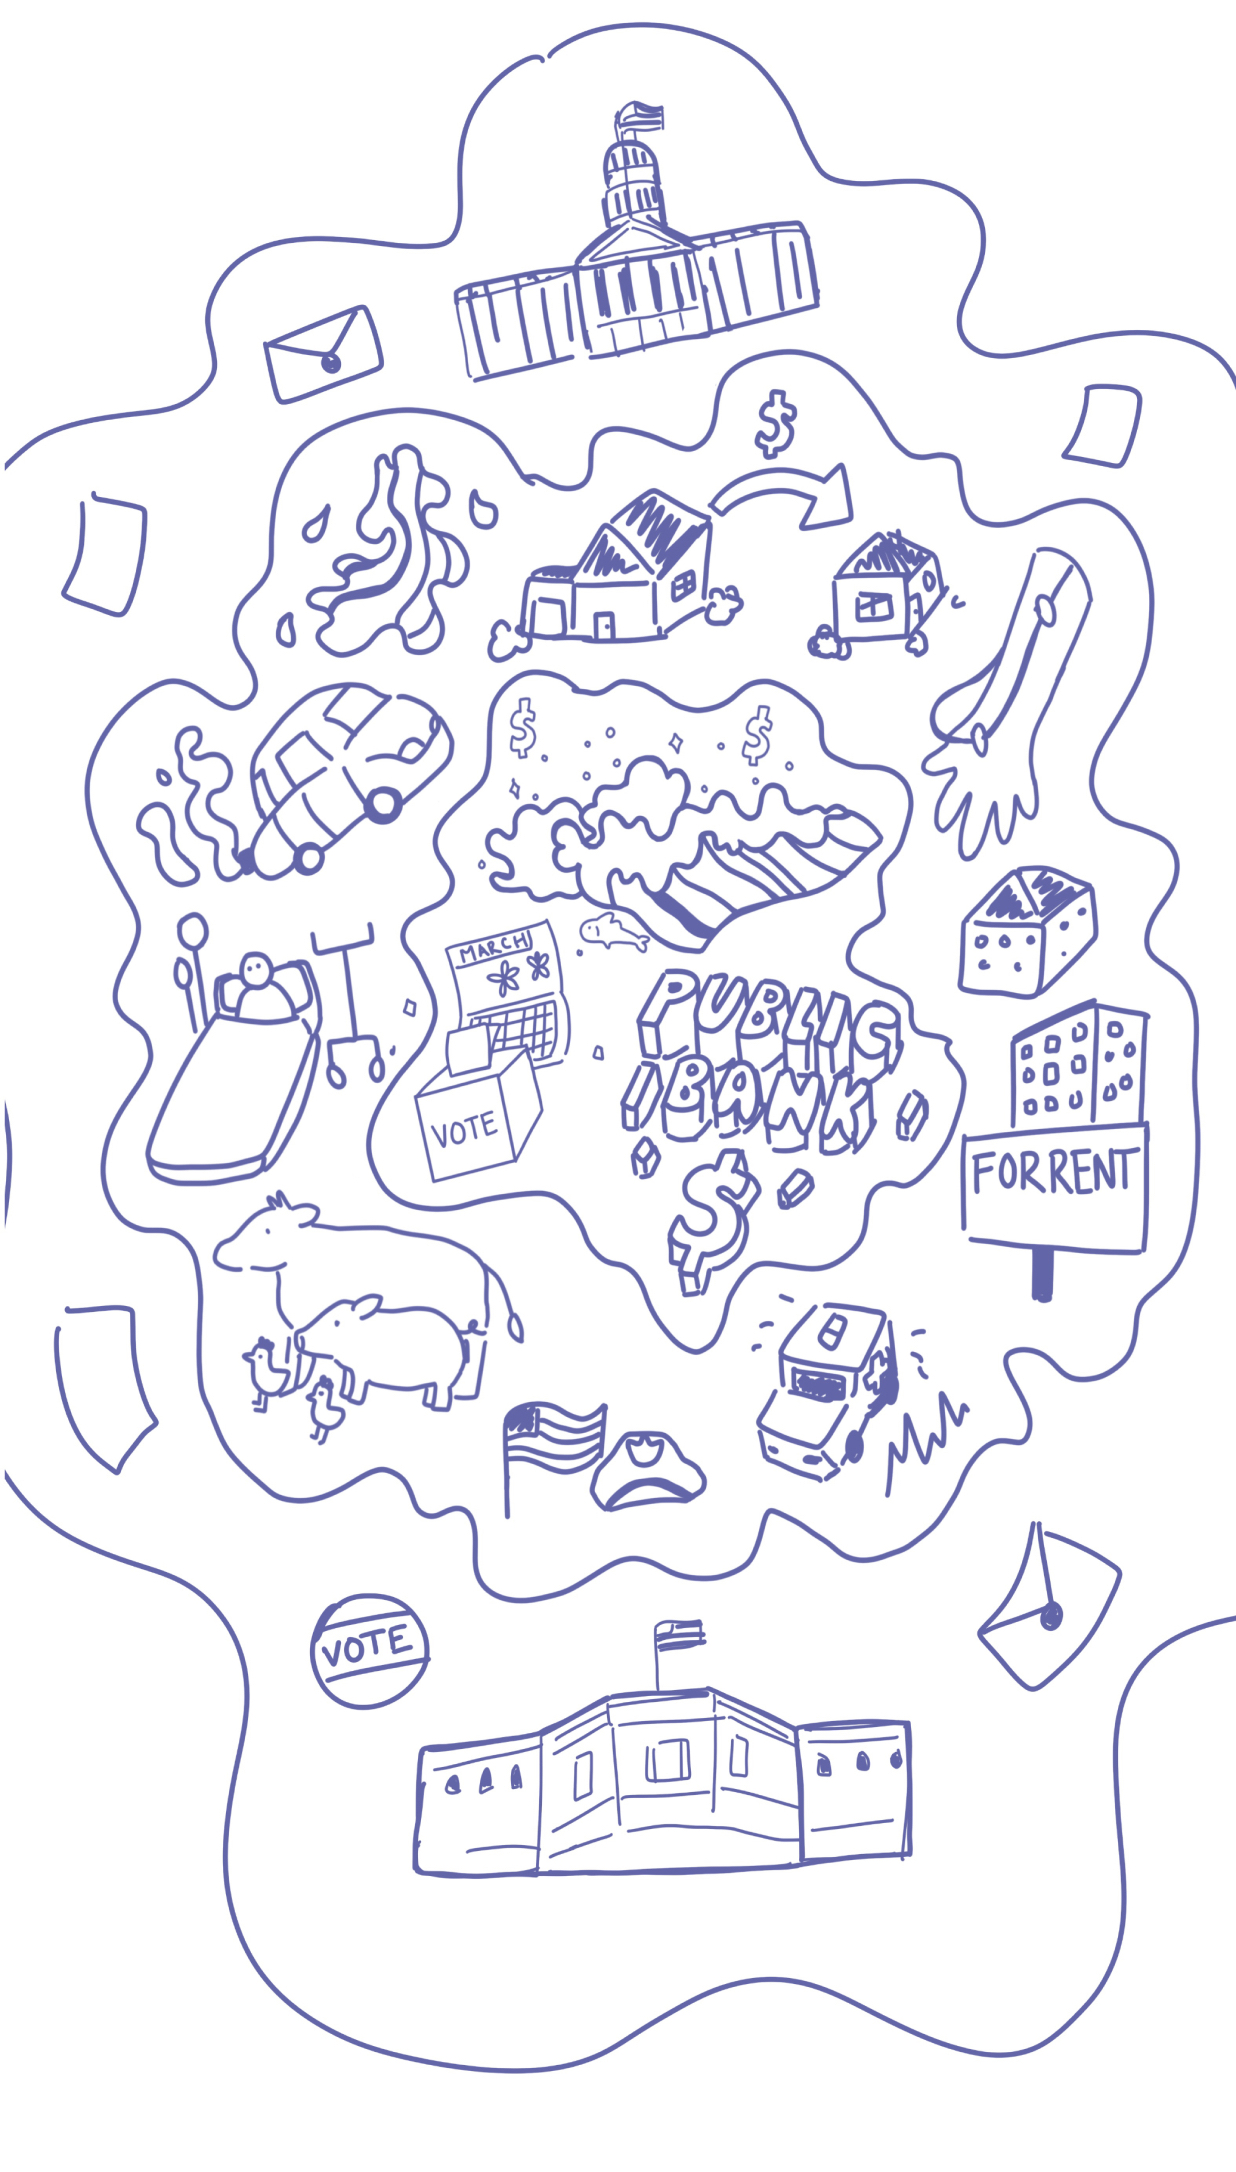 $
$
$
MARCH
PUBLIC
BANK
VOTE
FOR RENT
$
VOTE